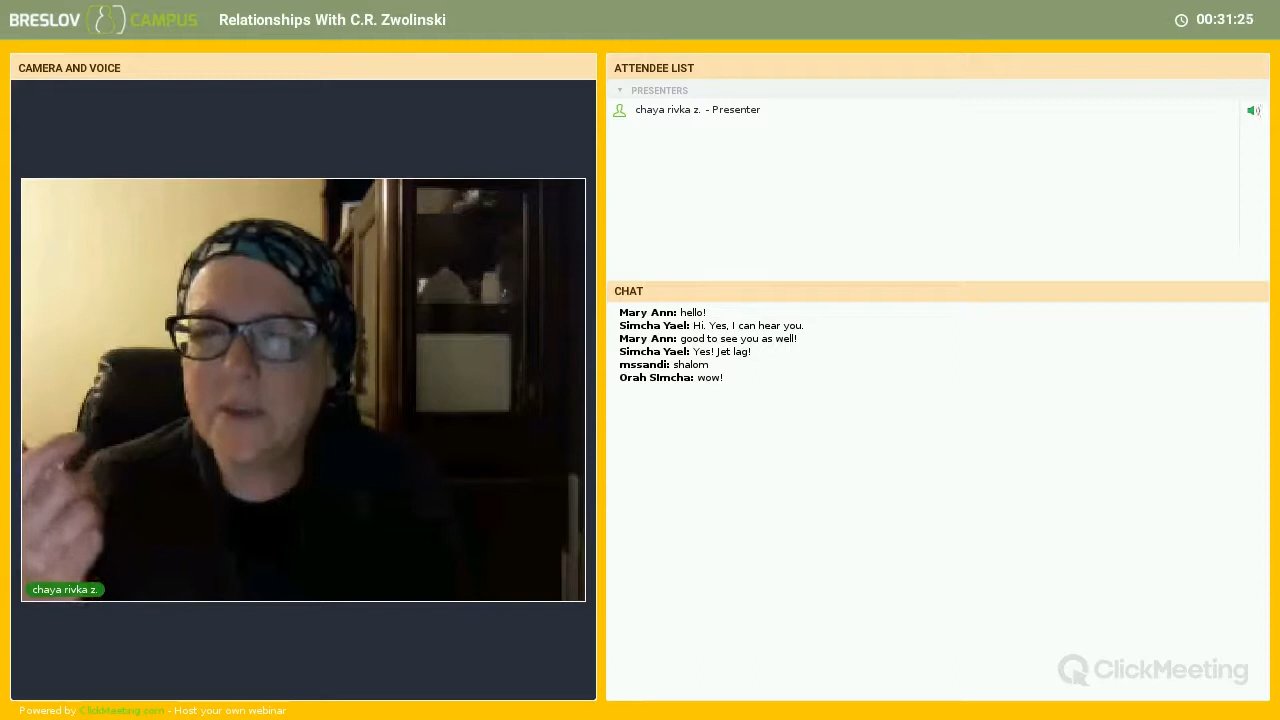 BRESLOV CAMPUS Relationships With C.R. Zwolinski 00:31:25
CAMERA AND VOICE
ATTENDEE LIST
PRESENTERS
chaya rivka z. - Presenter
CHAT
Mary Ann: hello!
Simcha Yael: Hi. Yes, I can hear you.
Mary Ann: good to see you as well!
Simcha Yael: Yes! Jet lag!
mssandi: shalom
Orah SImcha: wow!
chaya rivka z.
ClickMeeting
Powered by ClickMeeting.com - Host your own webinar